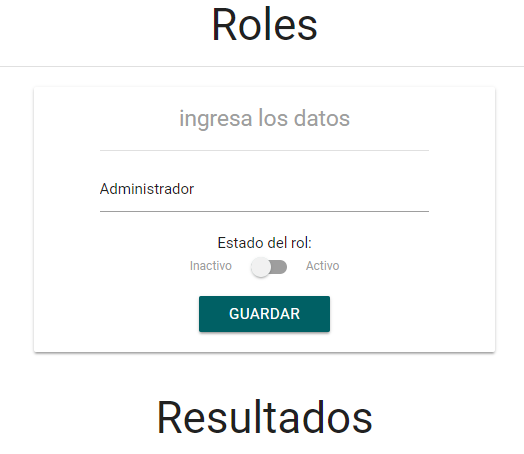 Roles
ingresa los datos
Administrador
Estado del rol:
Inactivo Activo
GUARDAR
Resultados